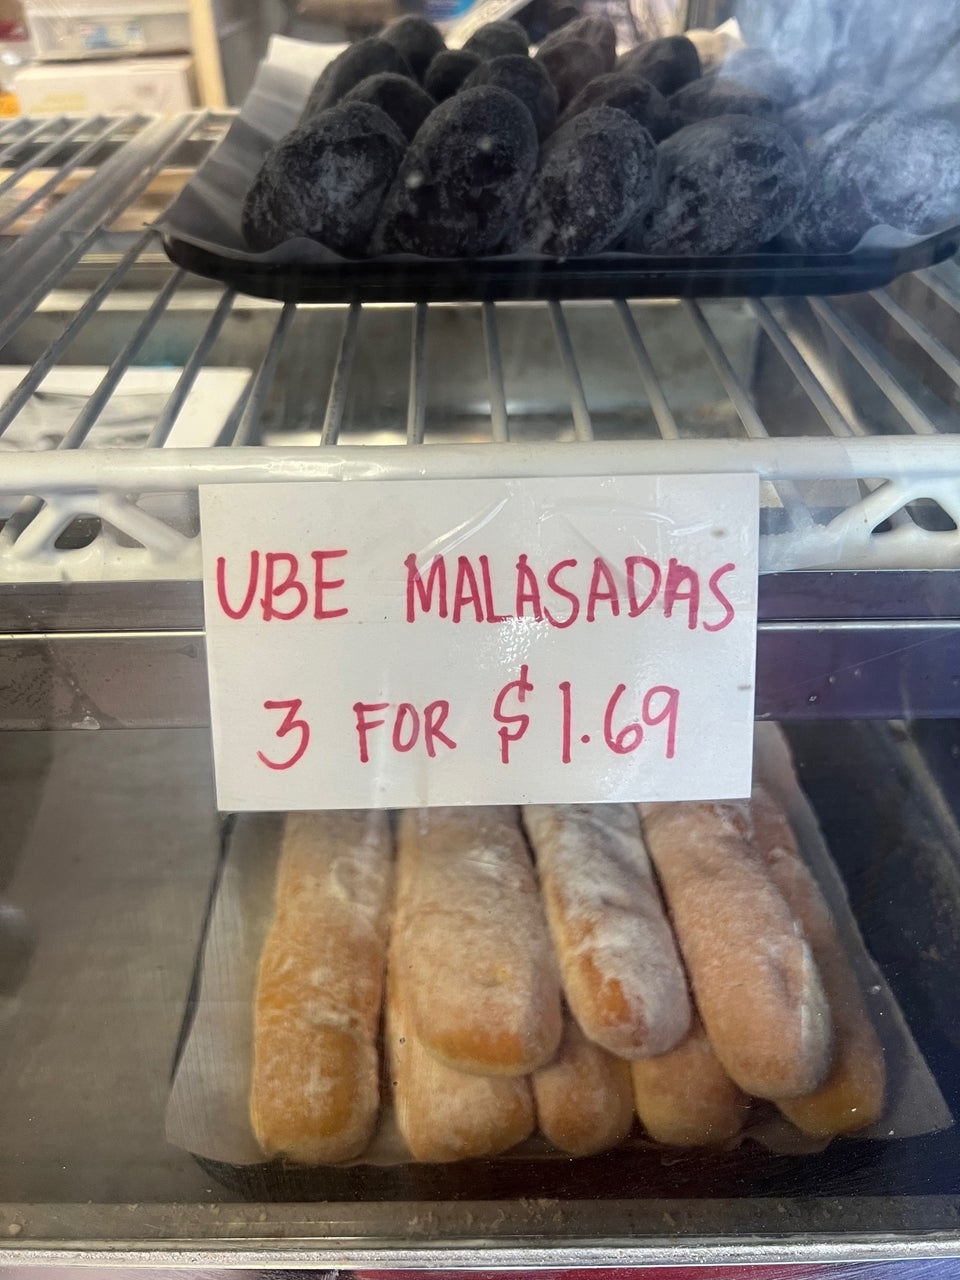 UBE MALASADAS
3 FOR $1.69